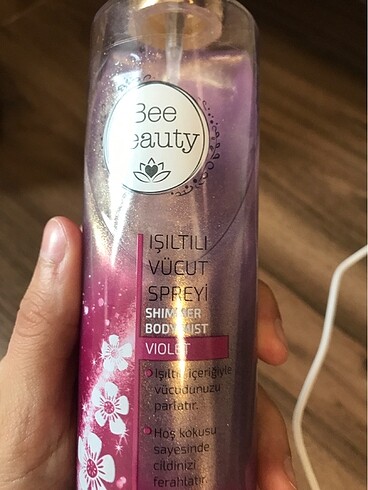 Bee
Beauty
IŞILTILI
VÜCUT
SPREYİ
SHIMMER
BODY MIST
VIOLET
Işıltılı içeriğiyle
vücudunuzu
parlatır.
Hoş kokusu
sayesinde
cildinizi
ferahlatır.